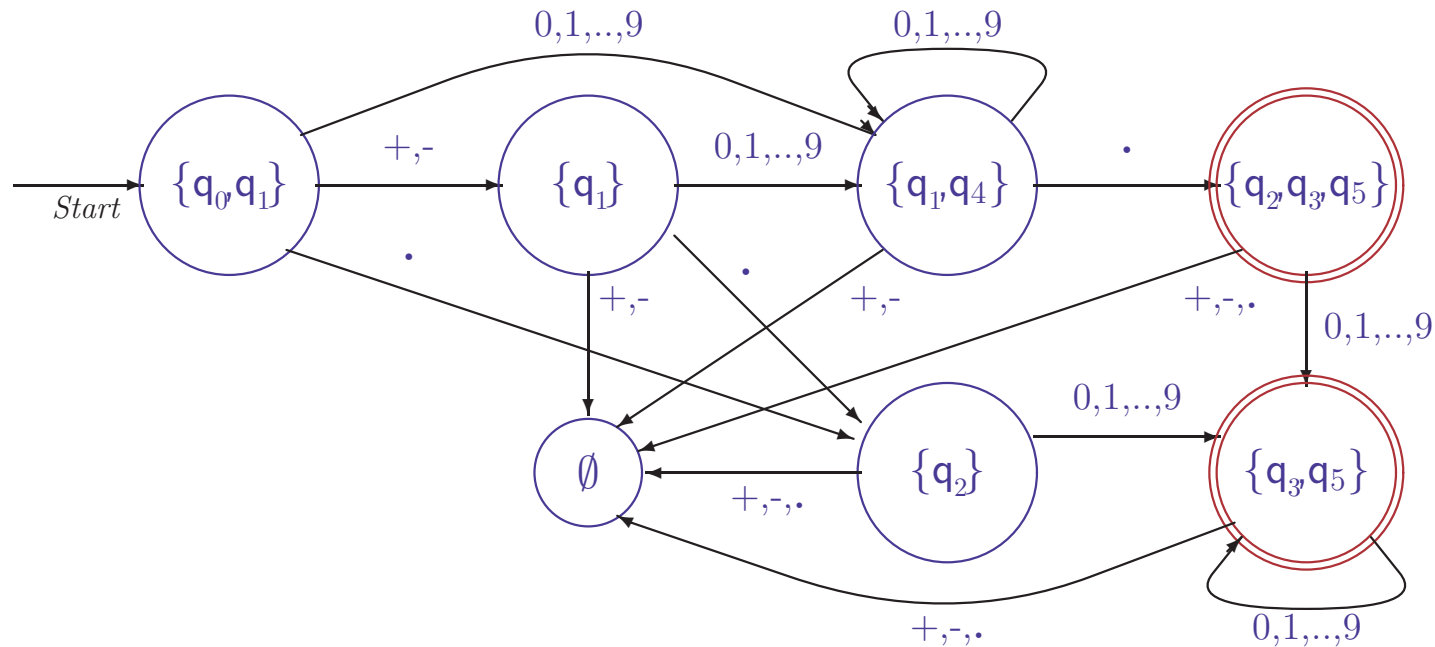 0,1,..,9
0,1,..,9
+,-
0,1,..,9
.
{q0,q1}
{q1}
{q1,q4}
{q2,q3,q5}
Start
.
.
+,-
+,-
+,-,.
0,1,..,9
0,1,..,9
∅
{q2}
{q3,q5}
+,-,.
+,-,.
0,1,..,9